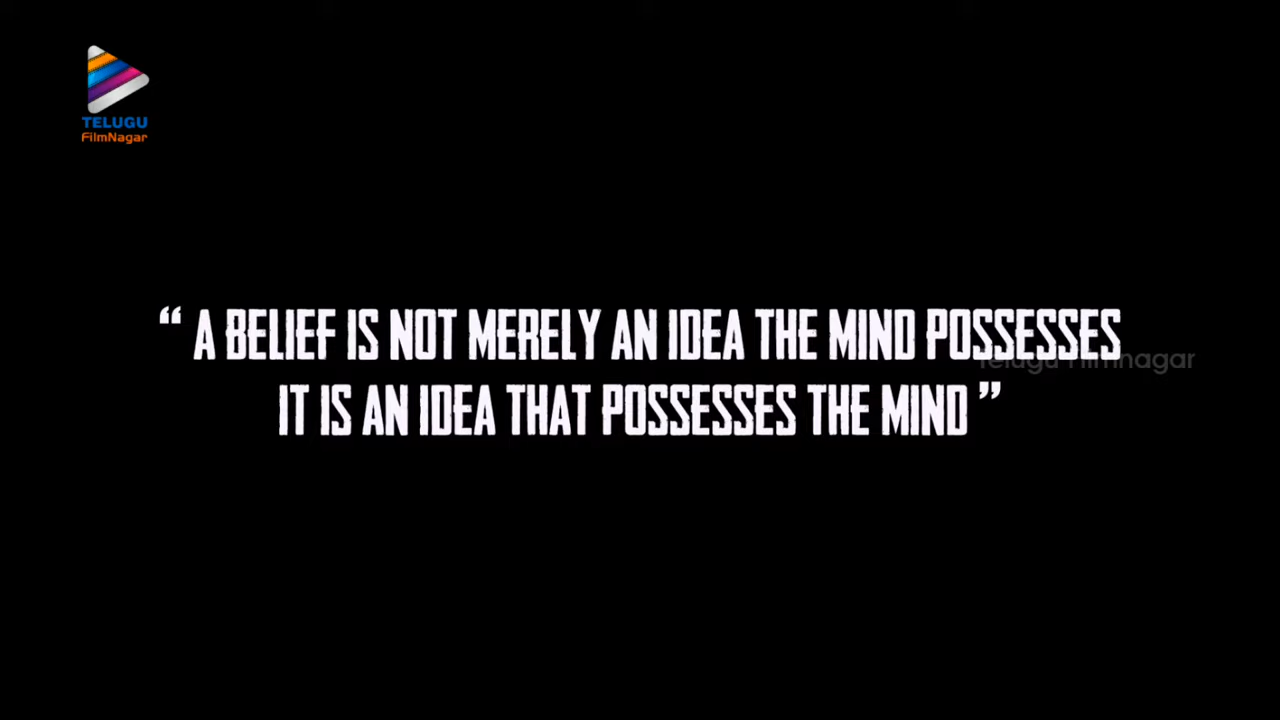 TELUGU
FilmNagar
“ A BELIEF IS NOT MERELY AN IDEA THE MIND POSSESSES
Telugu Filmnagar
IT IS AN IDEA THAT POSSESSES THE MIND ”